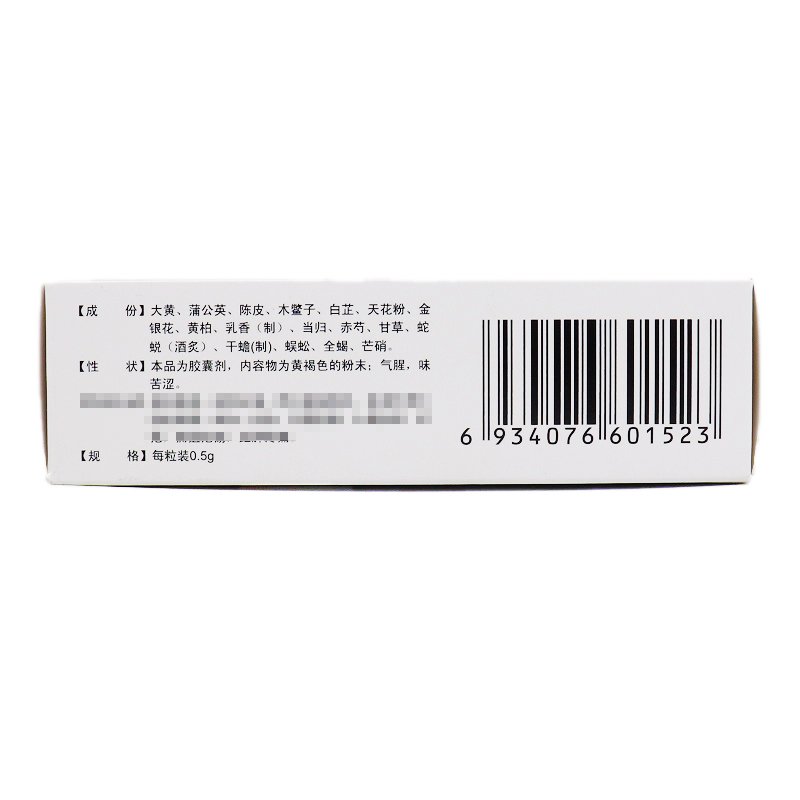 【成 份】大黄、蒲公英、陈皮、木鳖子、白芷、天花粉、金
银花、黄柏、乳香（制）、当归、赤芍、甘草、蛇
蜕（酒炙）、干蟾(制)、蜈蚣、全蝎、芒硝。
【性 状】本品为胶囊剂，内容物为黄褐色的粉末；气腥，味
苦涩。
【规 格】每粒装0.5g
6 934076 601523